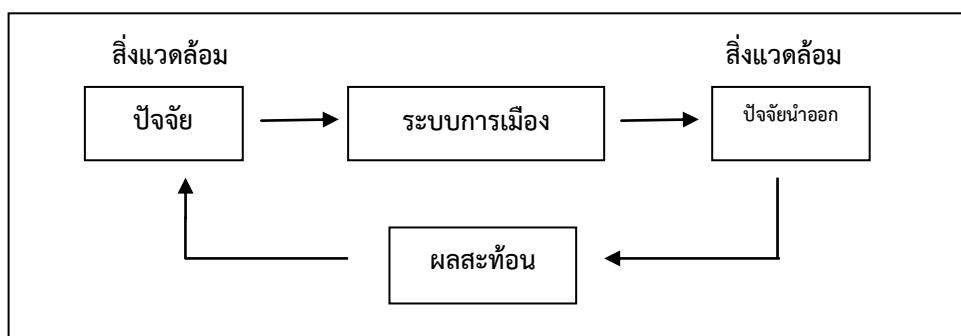 สิ่งแวดล้อม สิ่งแวดล้อม
ปัจจัย ระบบการเมือง ปัจจัยนำออก
ผลสะท้อน